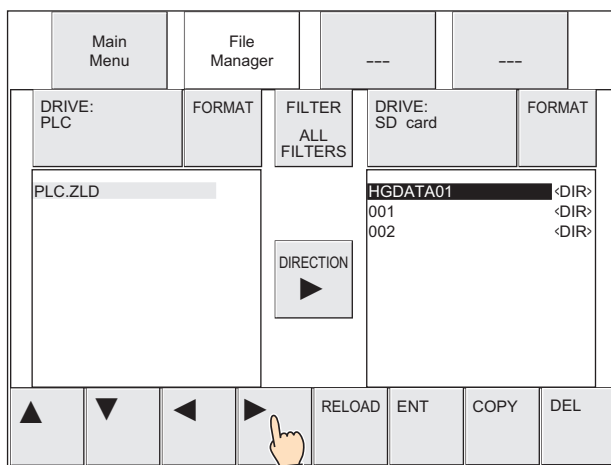 Main
Menu
File
Manager
---
---
DRIVE:
PLC
FORMAT
FILTER
ALL
FILTERS
DRIVE:
SD card
FORMAT
PLC.ZLD
HGDATA01 <DIR>
001 <DIR>
002 <DIR>
DIRECTION
▶
▲ ▼ ◀ ▶ RELOAD ENT COPY DEL